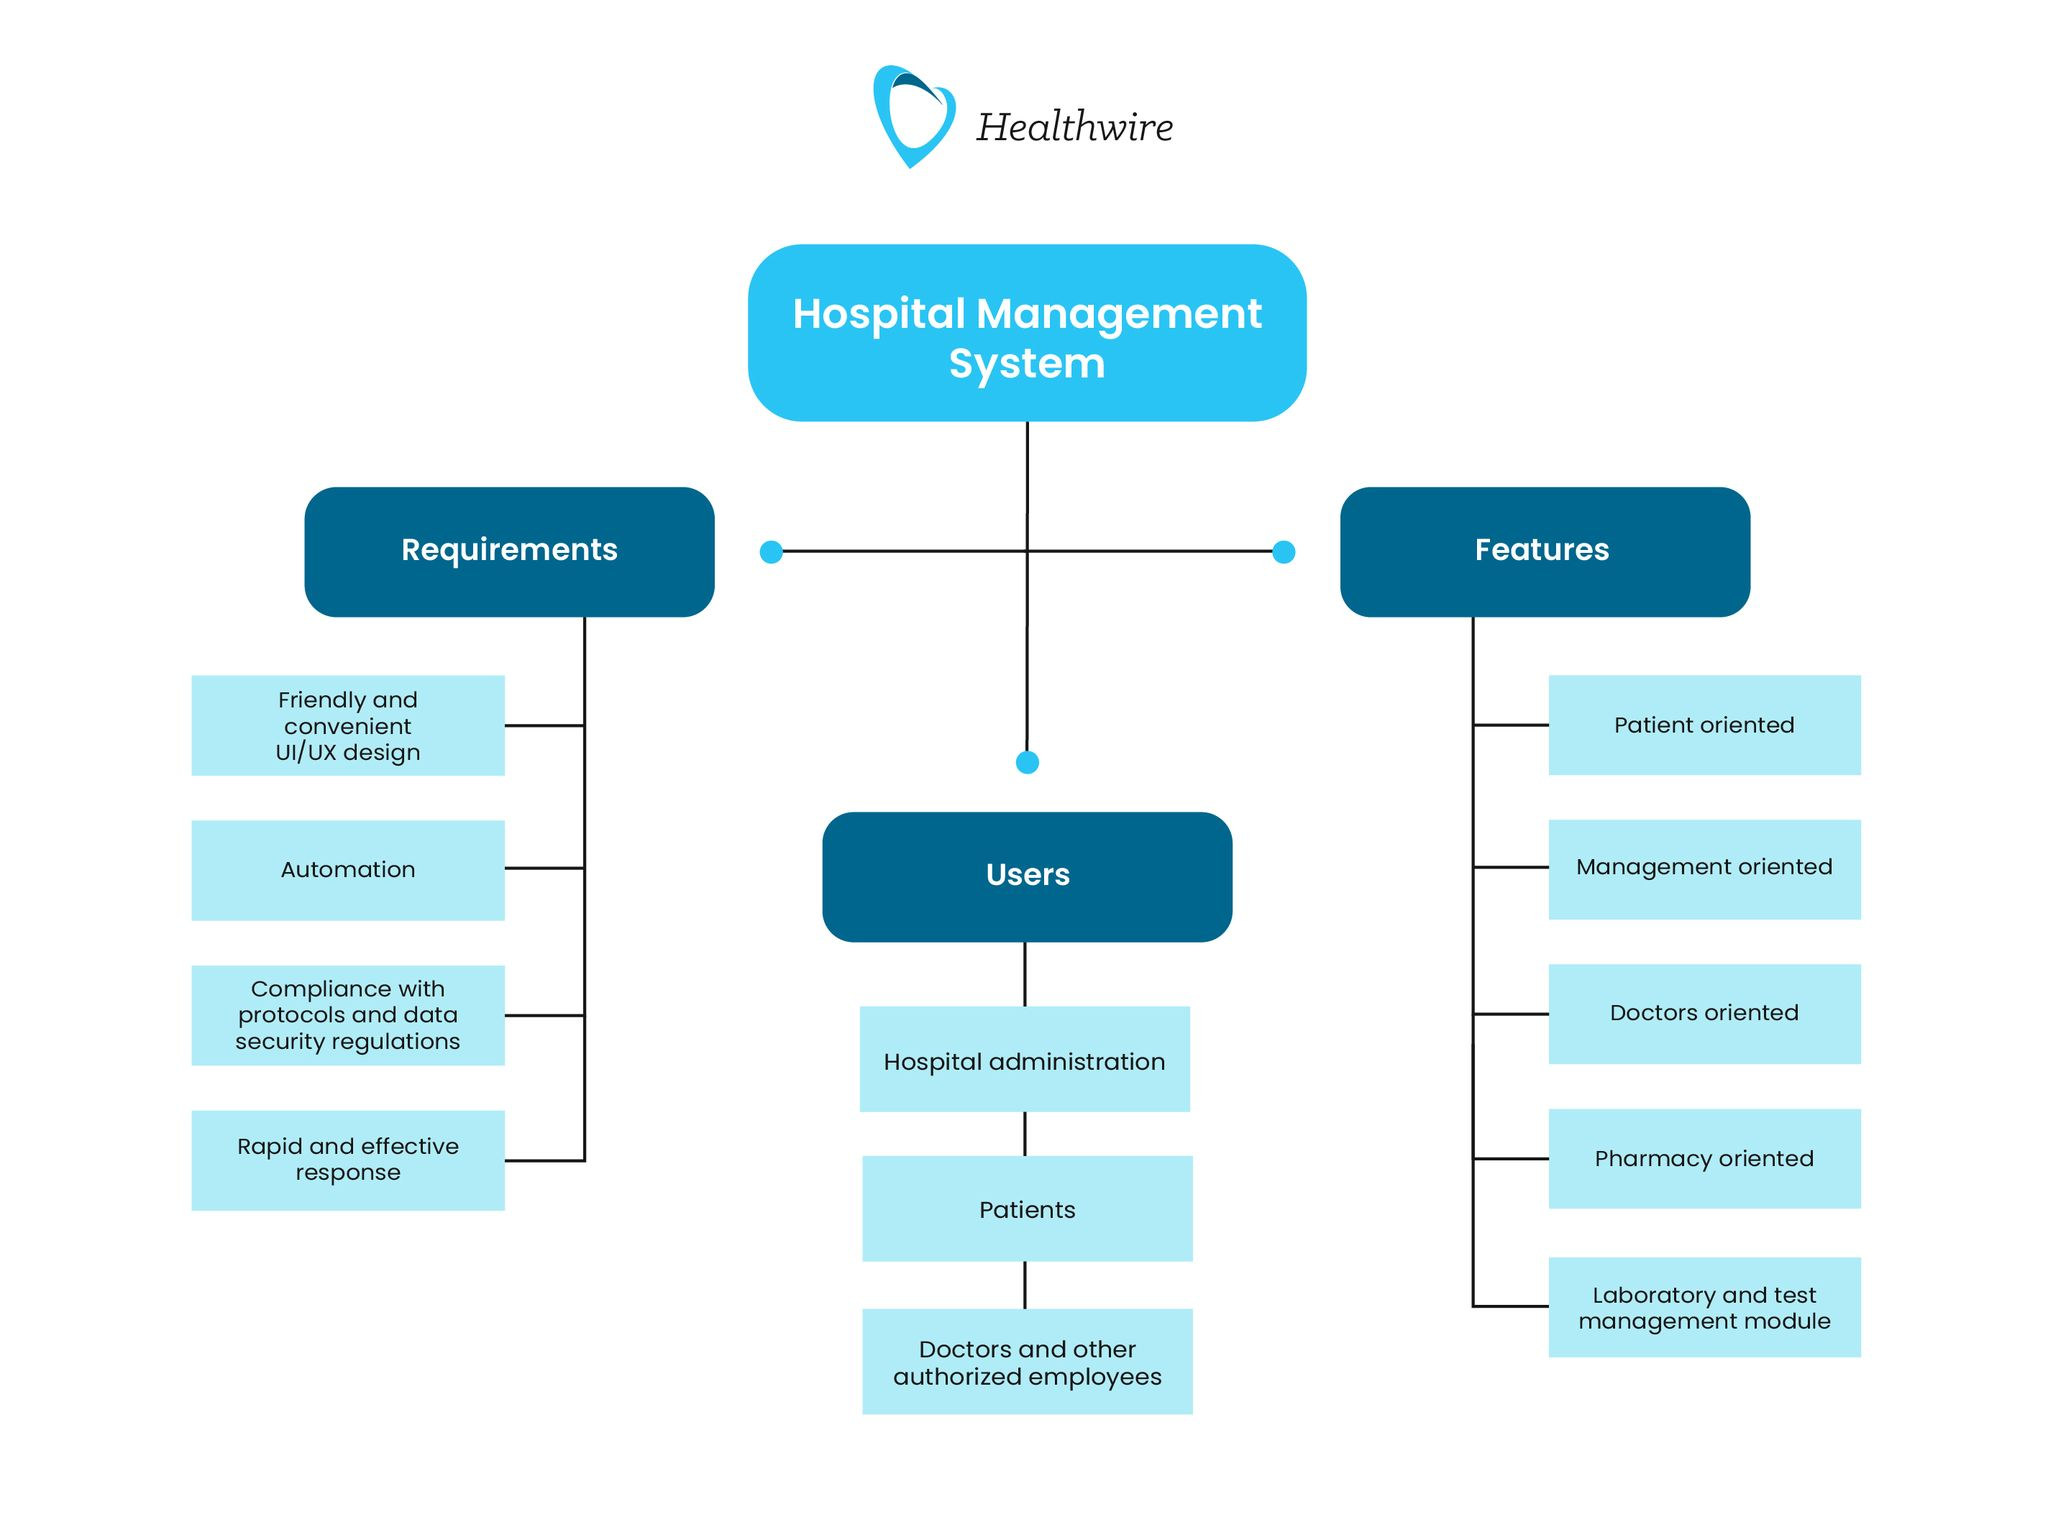 Healthwire
Hospital Management
System
Requirements
Features
Friendly and
convenient
UI/UX design
Automation
Compliance with
protocols and data
security regulations
Rapid and effective
response
Users
Hospital administration
Patients
Doctors and other
authorized employees
Patient oriented
Management oriented
Doctors oriented
Pharmacy oriented
Laboratory and test
management module